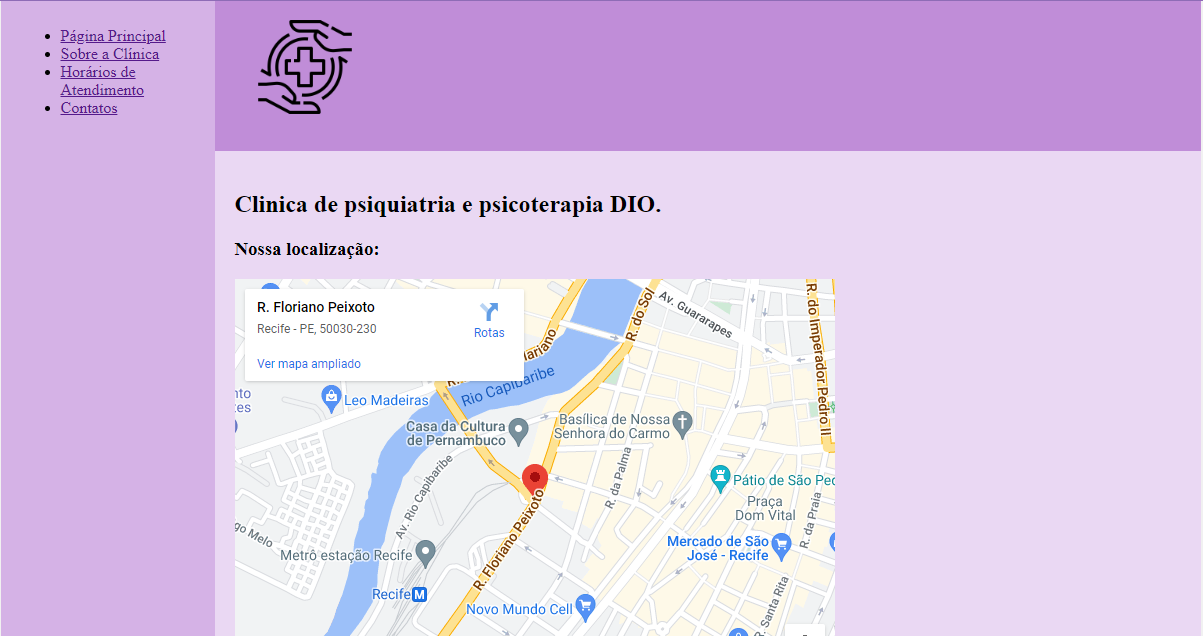 Página Principal
Sobre a Clínica
Horários de
Atendimento
Contatos
Clinica de psiquiatria e psicoterapia DIO.
Nossa localização:
R. Floriano Peixoto
Recife - PE, 50030-230
Rotas
Ver mapa ampliado
R. do Sol
Av. Guararapes
R. do Imperador Pedro II
Rio Capibaribe
Leo Madeiras
Casa da Cultura
de Pernambuco
Basílica de Nossa
Senhora do Carmo
R. da Palma
Av. Rio Capibaribe
Pátio de São Ped
Praça
Dom Vital
R. da Praia
R. Floriano Peixoto
Mercado de São
José - Recife
Metrô estação Recife
Recife M
Novo Mundo Cell
R. Santa Rita